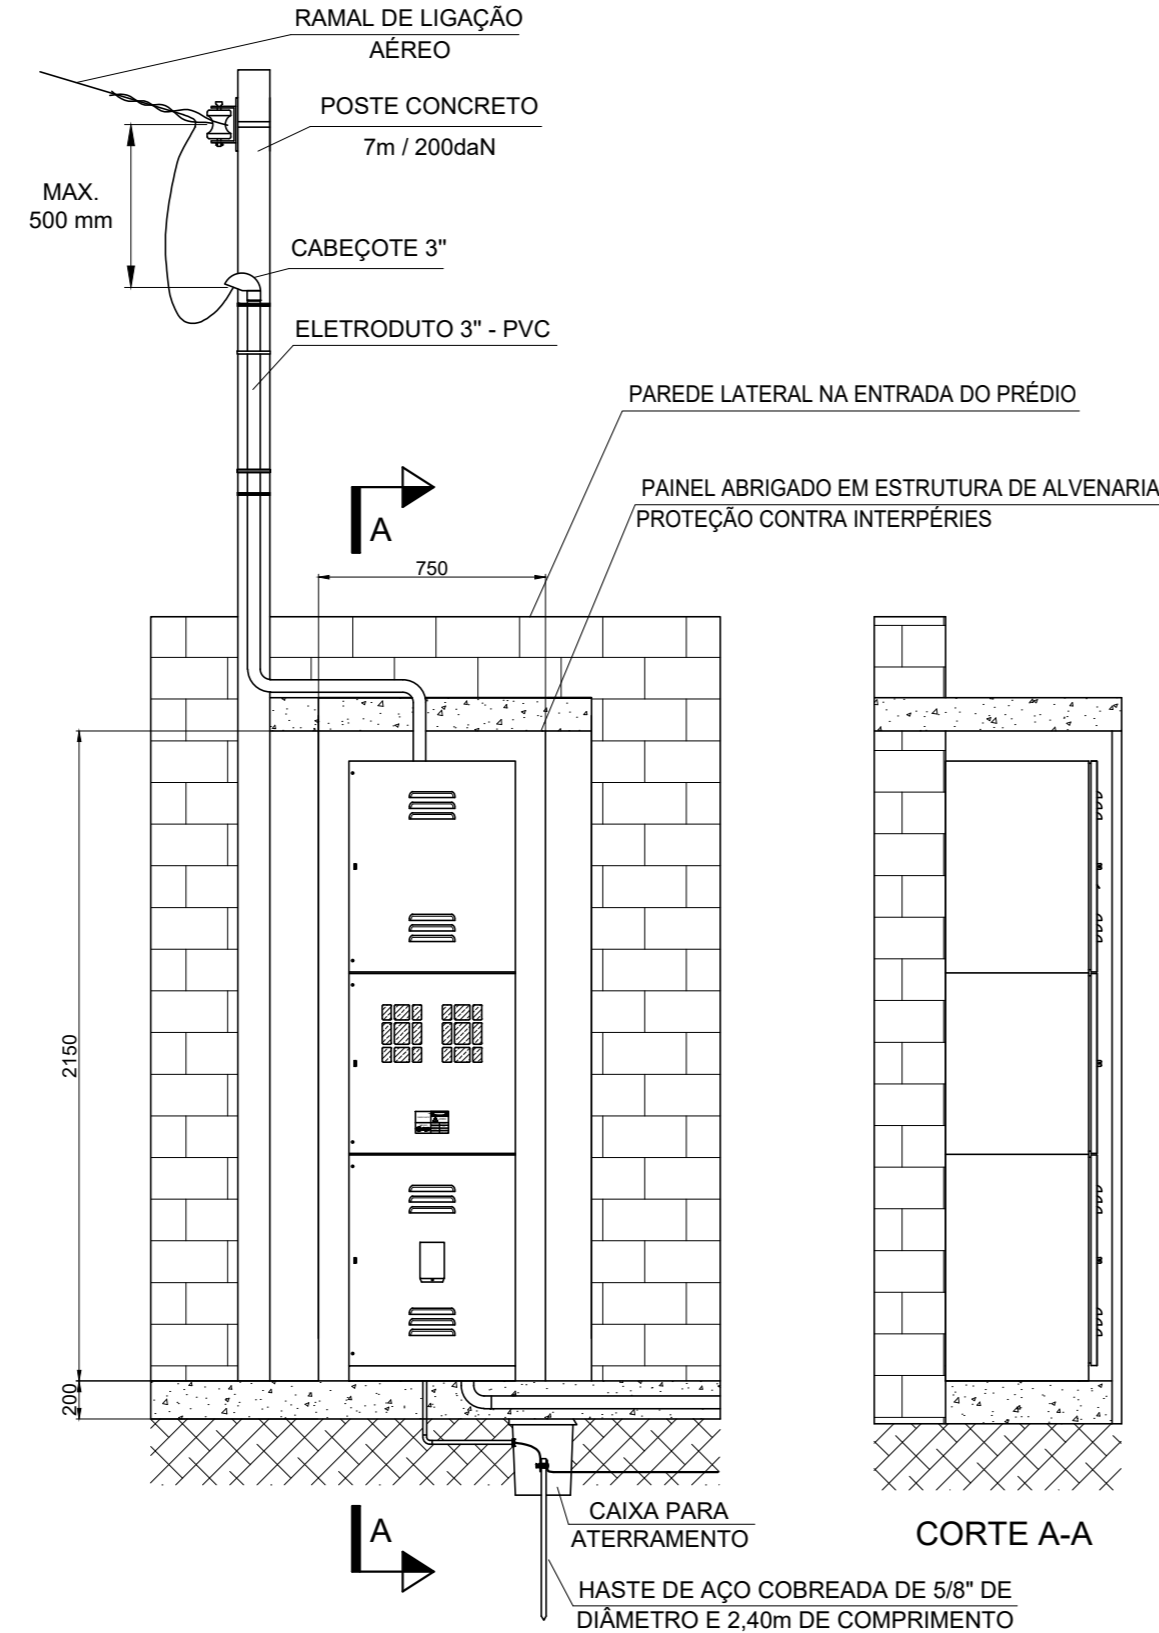 RAMAL DE LIGAÇÃO
AÉREO
POSTE CONCRETO
7m / 200daN
MAX.
500 mm
CABEÇOTE 3"
ELETRODUTO 3" - PVC
PAREDE LATERAL NA ENTRADA DO PRÉDIO
PAINEL ABRIGADO EM ESTRUTURA DE ALVENARIA
PROTEÇÃO CONTRA INTERPÉRIES
A
750
2150
200
A
CAIXA PARA
ATERRAMENTO
CORTE A-A
HASTE DE AÇO COBREADA DE 5/8" DE
DIÂMETRO E 2,40m DE COMPRIMENTO